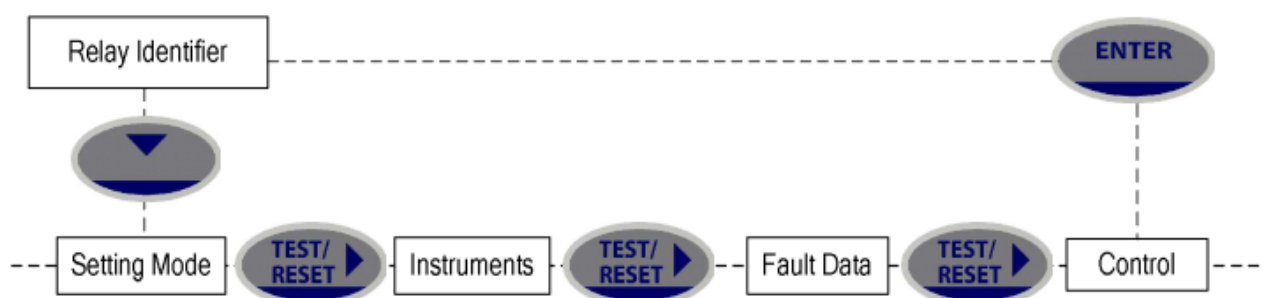 Relay Identifier
ENTER
Setting Mode
TEST/
RESET
Instruments
TEST/
RESET
Fault Data
TEST/
RESET
Control